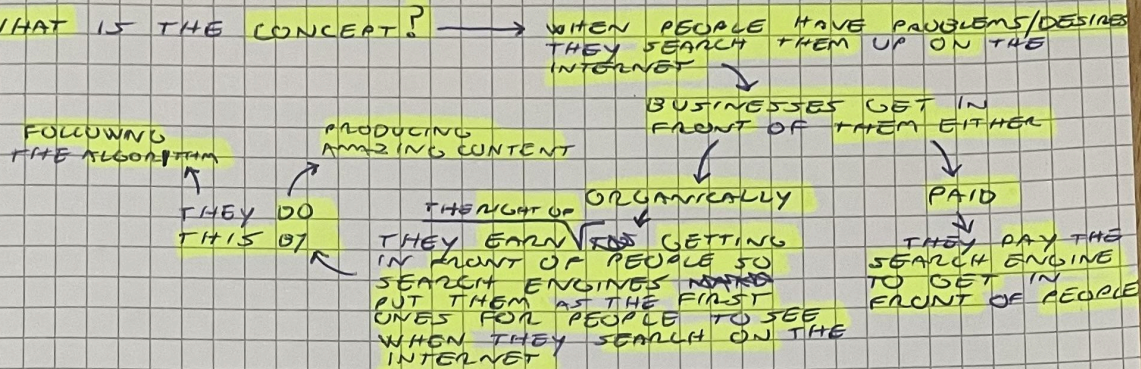 WHAT IS THE CONCEPT?
WHEN PEOPLE HAVE PROBLEMS/DESIRES
THEY SEARCH THEM UP ON THE
INTERNET
BUSINESSES GET IN
FRONT OF THEM EITHER
ORGANICALLY
THE RIGHT OF
THEY EARN GETTING
IN FRONT OF PEOPLE SO
SEARCH ENGINES
PUT THEM AS THE FIRST
ONES FOR PEOPLE TO SEE
WHEN THEY SEARCH ON THE
INTERNET
THEY DO
THIS BY
FOLLOWNG
THE ALGORITHM
PRODUCING
AMAZING CONTENT
PAID
THEY PAY THE
SEARCH ENGINE
TO GET IN
FRONT OF PEOPLE